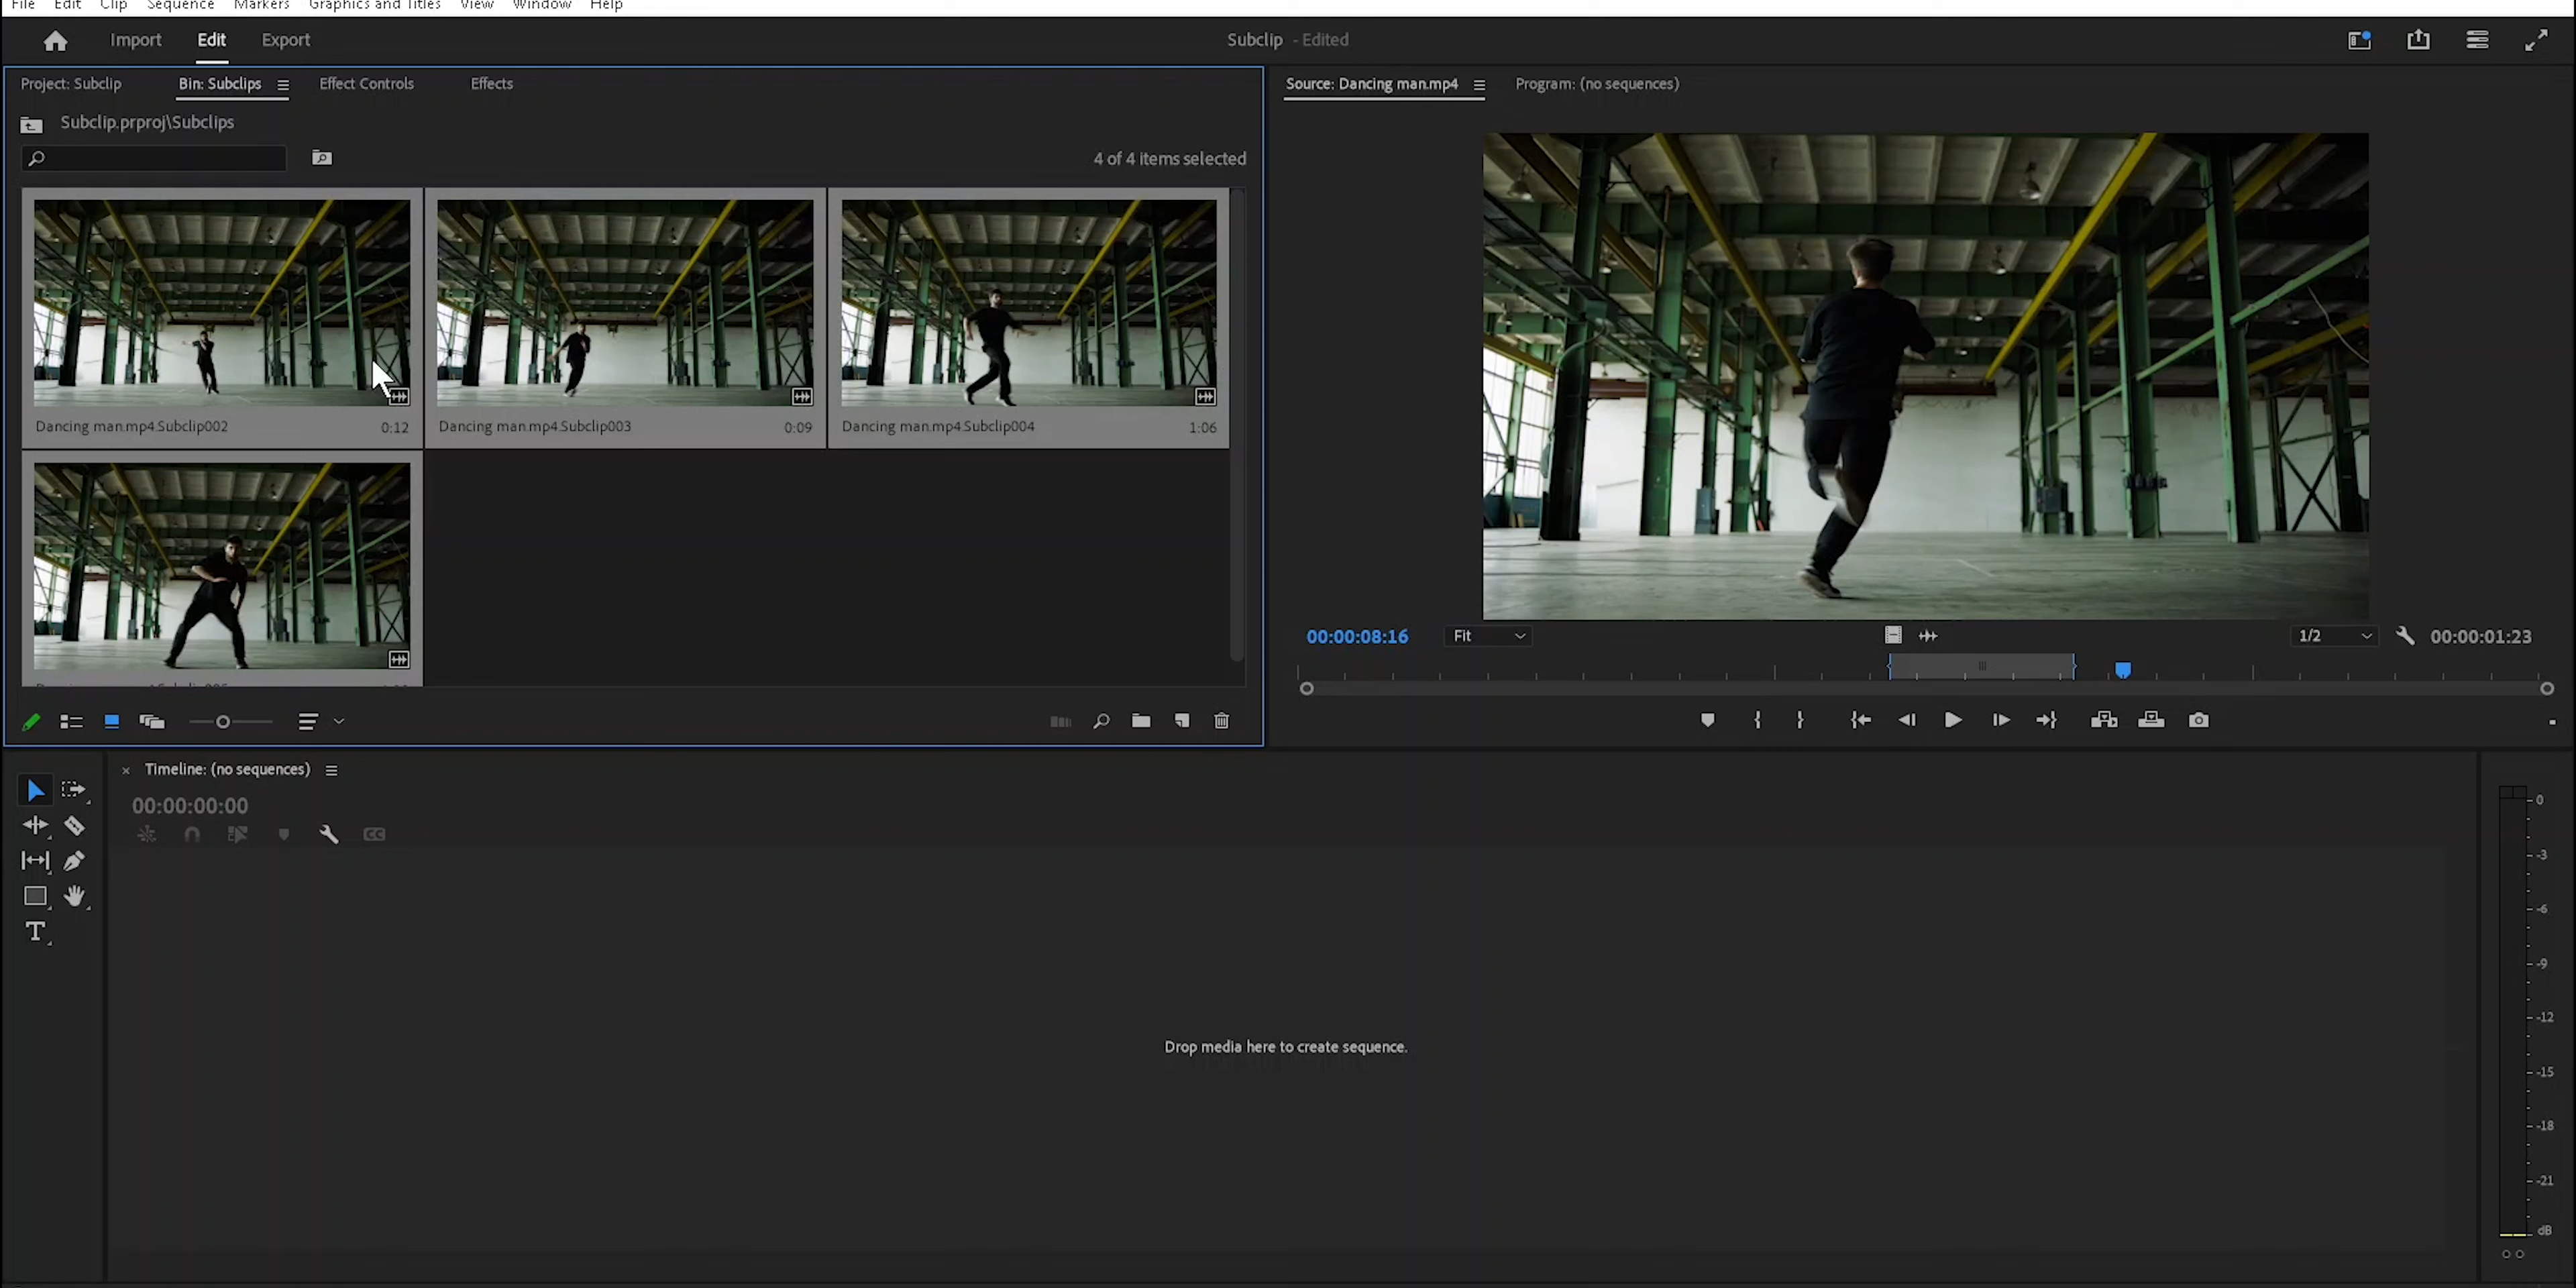 File Edit Clip Sequence Markers Graphics and Titles View Window Help
Import Edit Export Subclip - Edited
Project: Subclip Bin: Subclips Effect Controls Effects
Source: Dancing man.mp4 Program: (no sequences)
Subclip.prproj\Subclips
4 of 4 items selected
Dancing man.mp4.Subclip002 0:12
Dancing man.mp4.Subclip003 0:09
Dancing man.mp4.Subclip004 1:06
00:00:08:16 Fit 1/2 00:00:01:23
Timeline: (no sequences)
00:00:00:00
CC
Drop media here to create sequence.
0
-3
-6
-9
-12
-15
-18
-21
dB